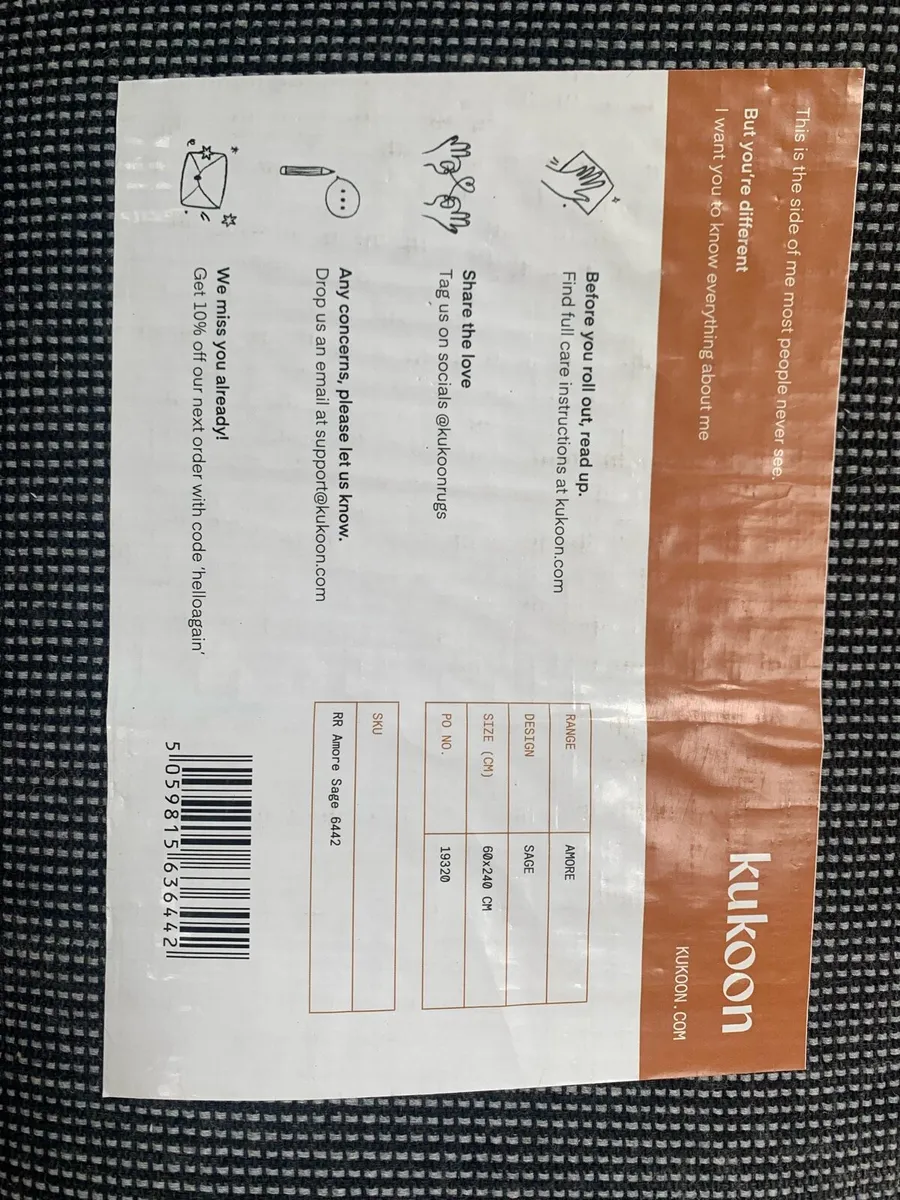 This is the side of me most people never see.
But you're different
I want you to know everything about me
kukoon
KUKOON.COM
Before you roll out, read up.
Find full care instructions at kukoon.com
Share the love
Tag us on socials @kukoonrugs
Any concerns, please let us know.
Drop us an email at support@kukoon.com
We miss you already!
Get 10% off our next order with code 'helloagain'
RANGE AMORE
DESIGN SAGE
SIZE (CM) 60x240 CM
PO NO. 19320
SKU
RR Amore Sage 6442
5 059815 636442